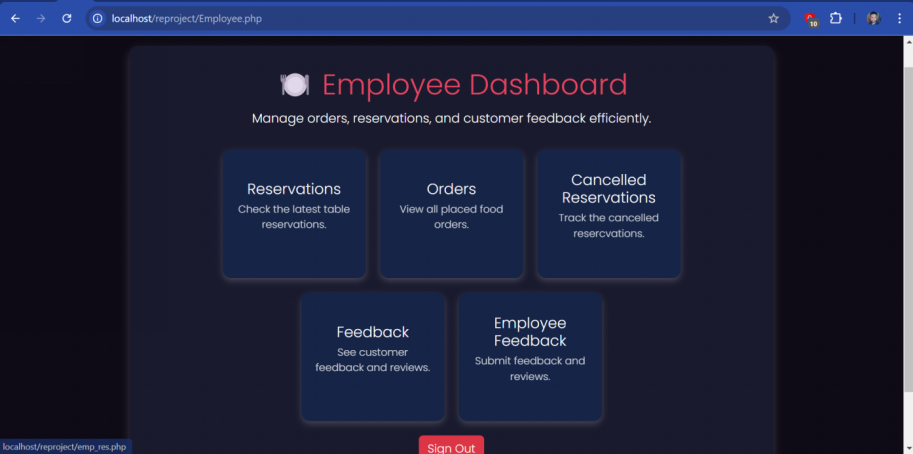 localhost/reproject/Employee.php
10
Employee Dashboard
Manage orders, reservations, and customer feedback efficiently.
Reservations
Check the latest table
reservations.
Orders
View all placed food
orders.
Cancelled
Reservations
Track the cancelled
resercvations.
Feedback
See customer
feedback and reviews.
Employee
Feedback
Submit feedback and
reviews.
Sign Out
localhost/reproject/emp_res.php